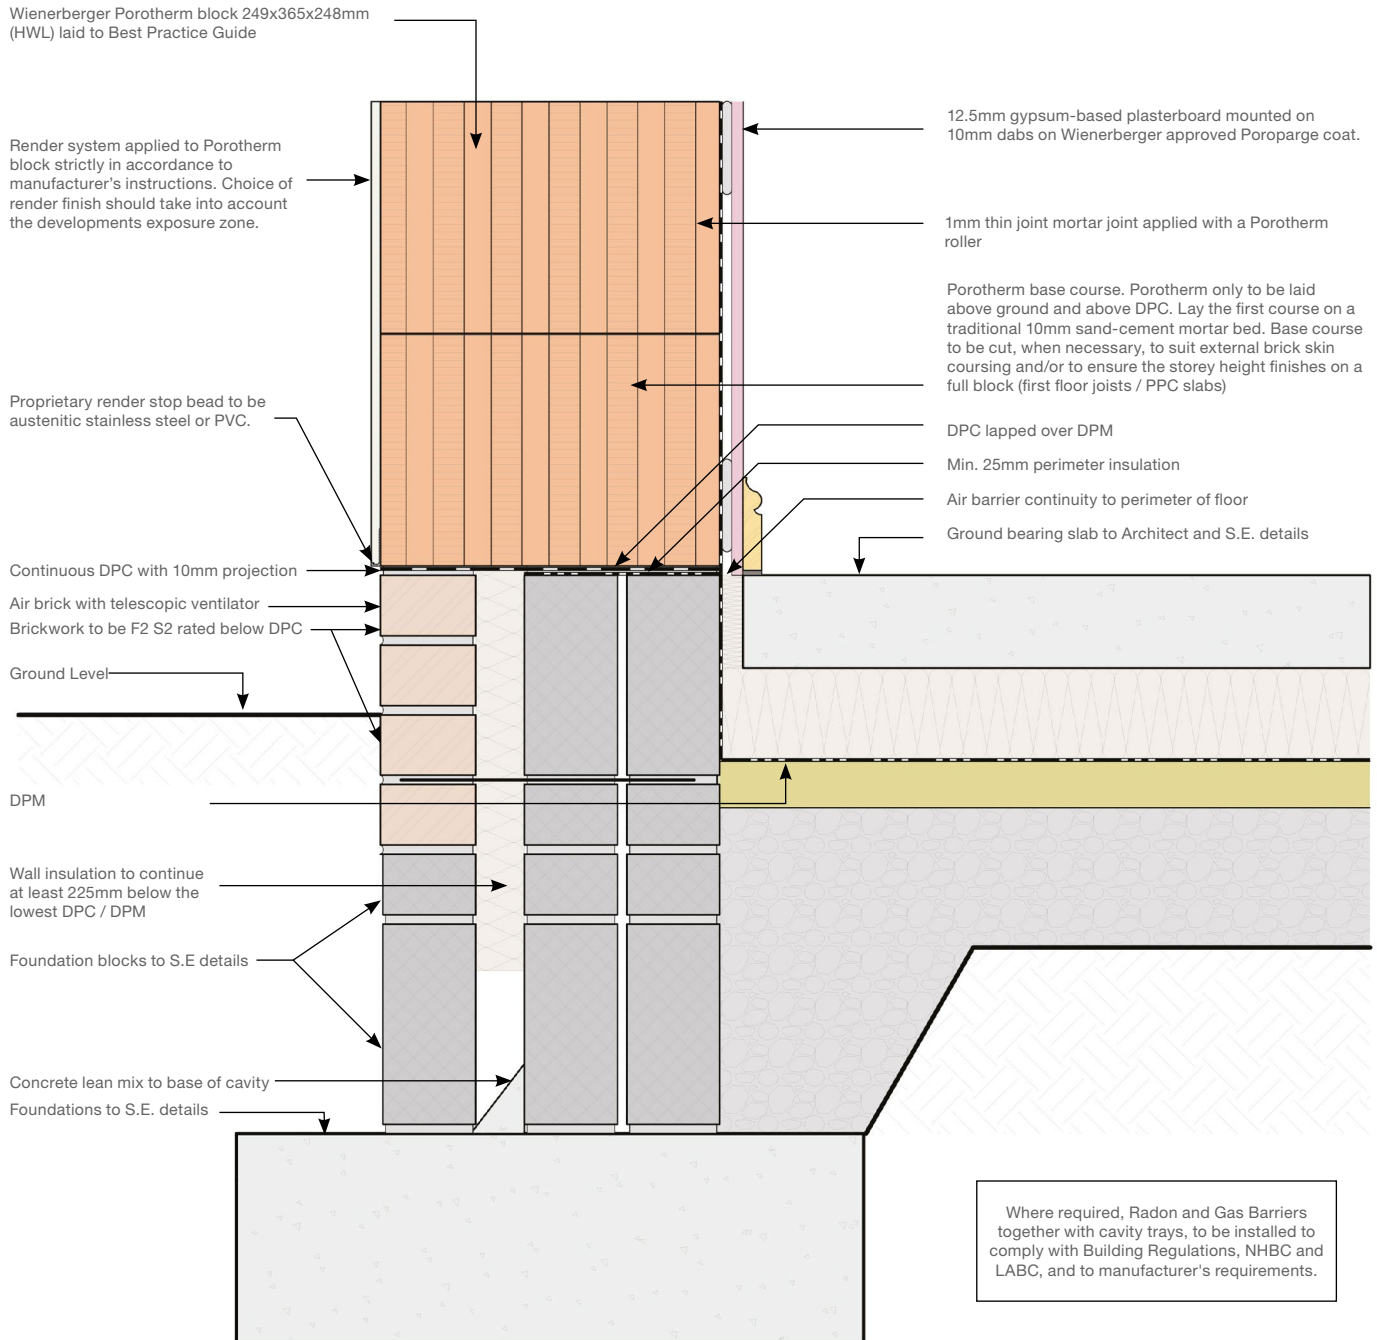 Wienerberger Porotherm block 249x365x248mm
(HWL) laid to Best Practice Guide
Render system applied to Porotherm
block strictly in accordance to
manufacturer's instructions. Choice of
render finish should take into account
the developments exposure zone.
Proprietary render stop bead to be
austenitic stainless steel or PVC.
Continuous DPC with 10mm projection
Air brick with telescopic ventilator
Brickwork to be F2 S2 rated below DPC
Ground Level
DPM
Wall insulation to continue
at least 225mm below the
lowest DPC / DPM
Foundation blocks to S.E details
Concrete lean mix to base of cavity
Foundations to S.E. details
12.5mm gypsum-based plasterboard mounted on
10mm dabs on Wienerberger approved Poroparge coat.
1mm thin joint mortar joint applied with a Porotherm
roller
Porotherm base course. Porotherm only to be laid
above ground and above DPC. Lay the first course on a
traditional 10mm sand-cement mortar bed. Base course
to be cut, when necessary, to suit external brick skin
coursing and/or to ensure the storey height finishes on a
full block (first floor joists / PPC slabs)
DPC lapped over DPM
Min. 25mm perimeter insulation
Air barrier continuity to perimeter of floor
Ground bearing slab to Architect and S.E. details
Where required, Radon and Gas Barriers
together with cavity trays, to be installed to
comply with Building Regulations, NHBC and
LABC, and to manufacturer's requirements.